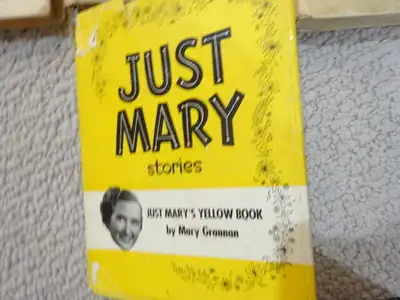 JUST
MARY
stories
JUST MARY'S YELLOW BOOK
by Mary Grannan